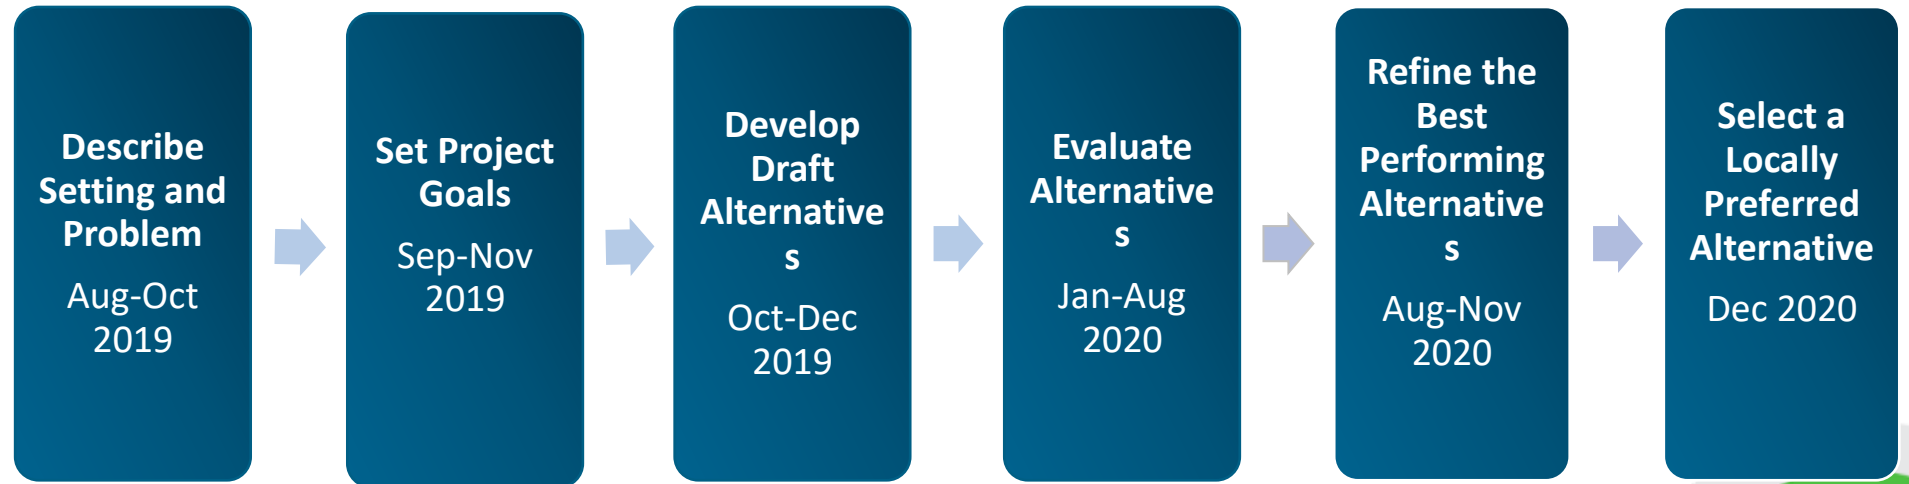 Describe
Setting and
Problem
Aug-Oct
2019
Set Project
Goals
Sep-Nov
2019
Develop
Draft
Alternative
s
Oct-Dec
2019
Evaluate
Alternative
s
Jan-Aug
2020
Refine the
Best
Performing
Alternative
s
Aug-Nov
2020
Select a
Locally
Preferred
Alternative
Dec 2020